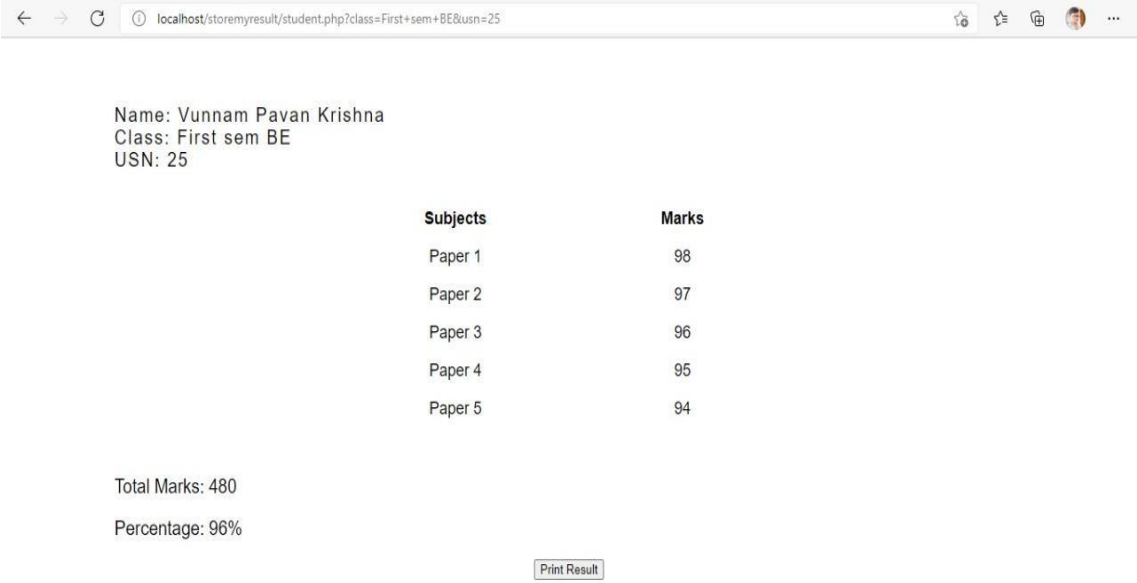 localhost/storemyresult/student.php?class=First+sem+BE&usn=25
Name: Vunnam Pavan Krishna
Class: First sem BE
USN: 25
Subjects Marks
Paper 1 98
Paper 2 97
Paper 3 96
Paper 4 95
Paper 5 94
Total Marks: 480
Percentage: 96%
Print Result